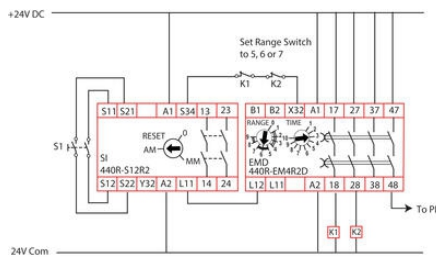 +24V DC
Set Range Switch
to 5, 6 or 7
K1 K2
S11 S21 A1 S34 13 23
B1 B2 X32 A1 17 27 37 47
S1
RESET
0
AM
MM
SI
440R-S12R2
RANGE TIME
EMD
440R-EM4R2D
S12 S22 Y32 A2 L11 14 24
L12 L11 A2 18 28 38 48
K1 K2
24V Com